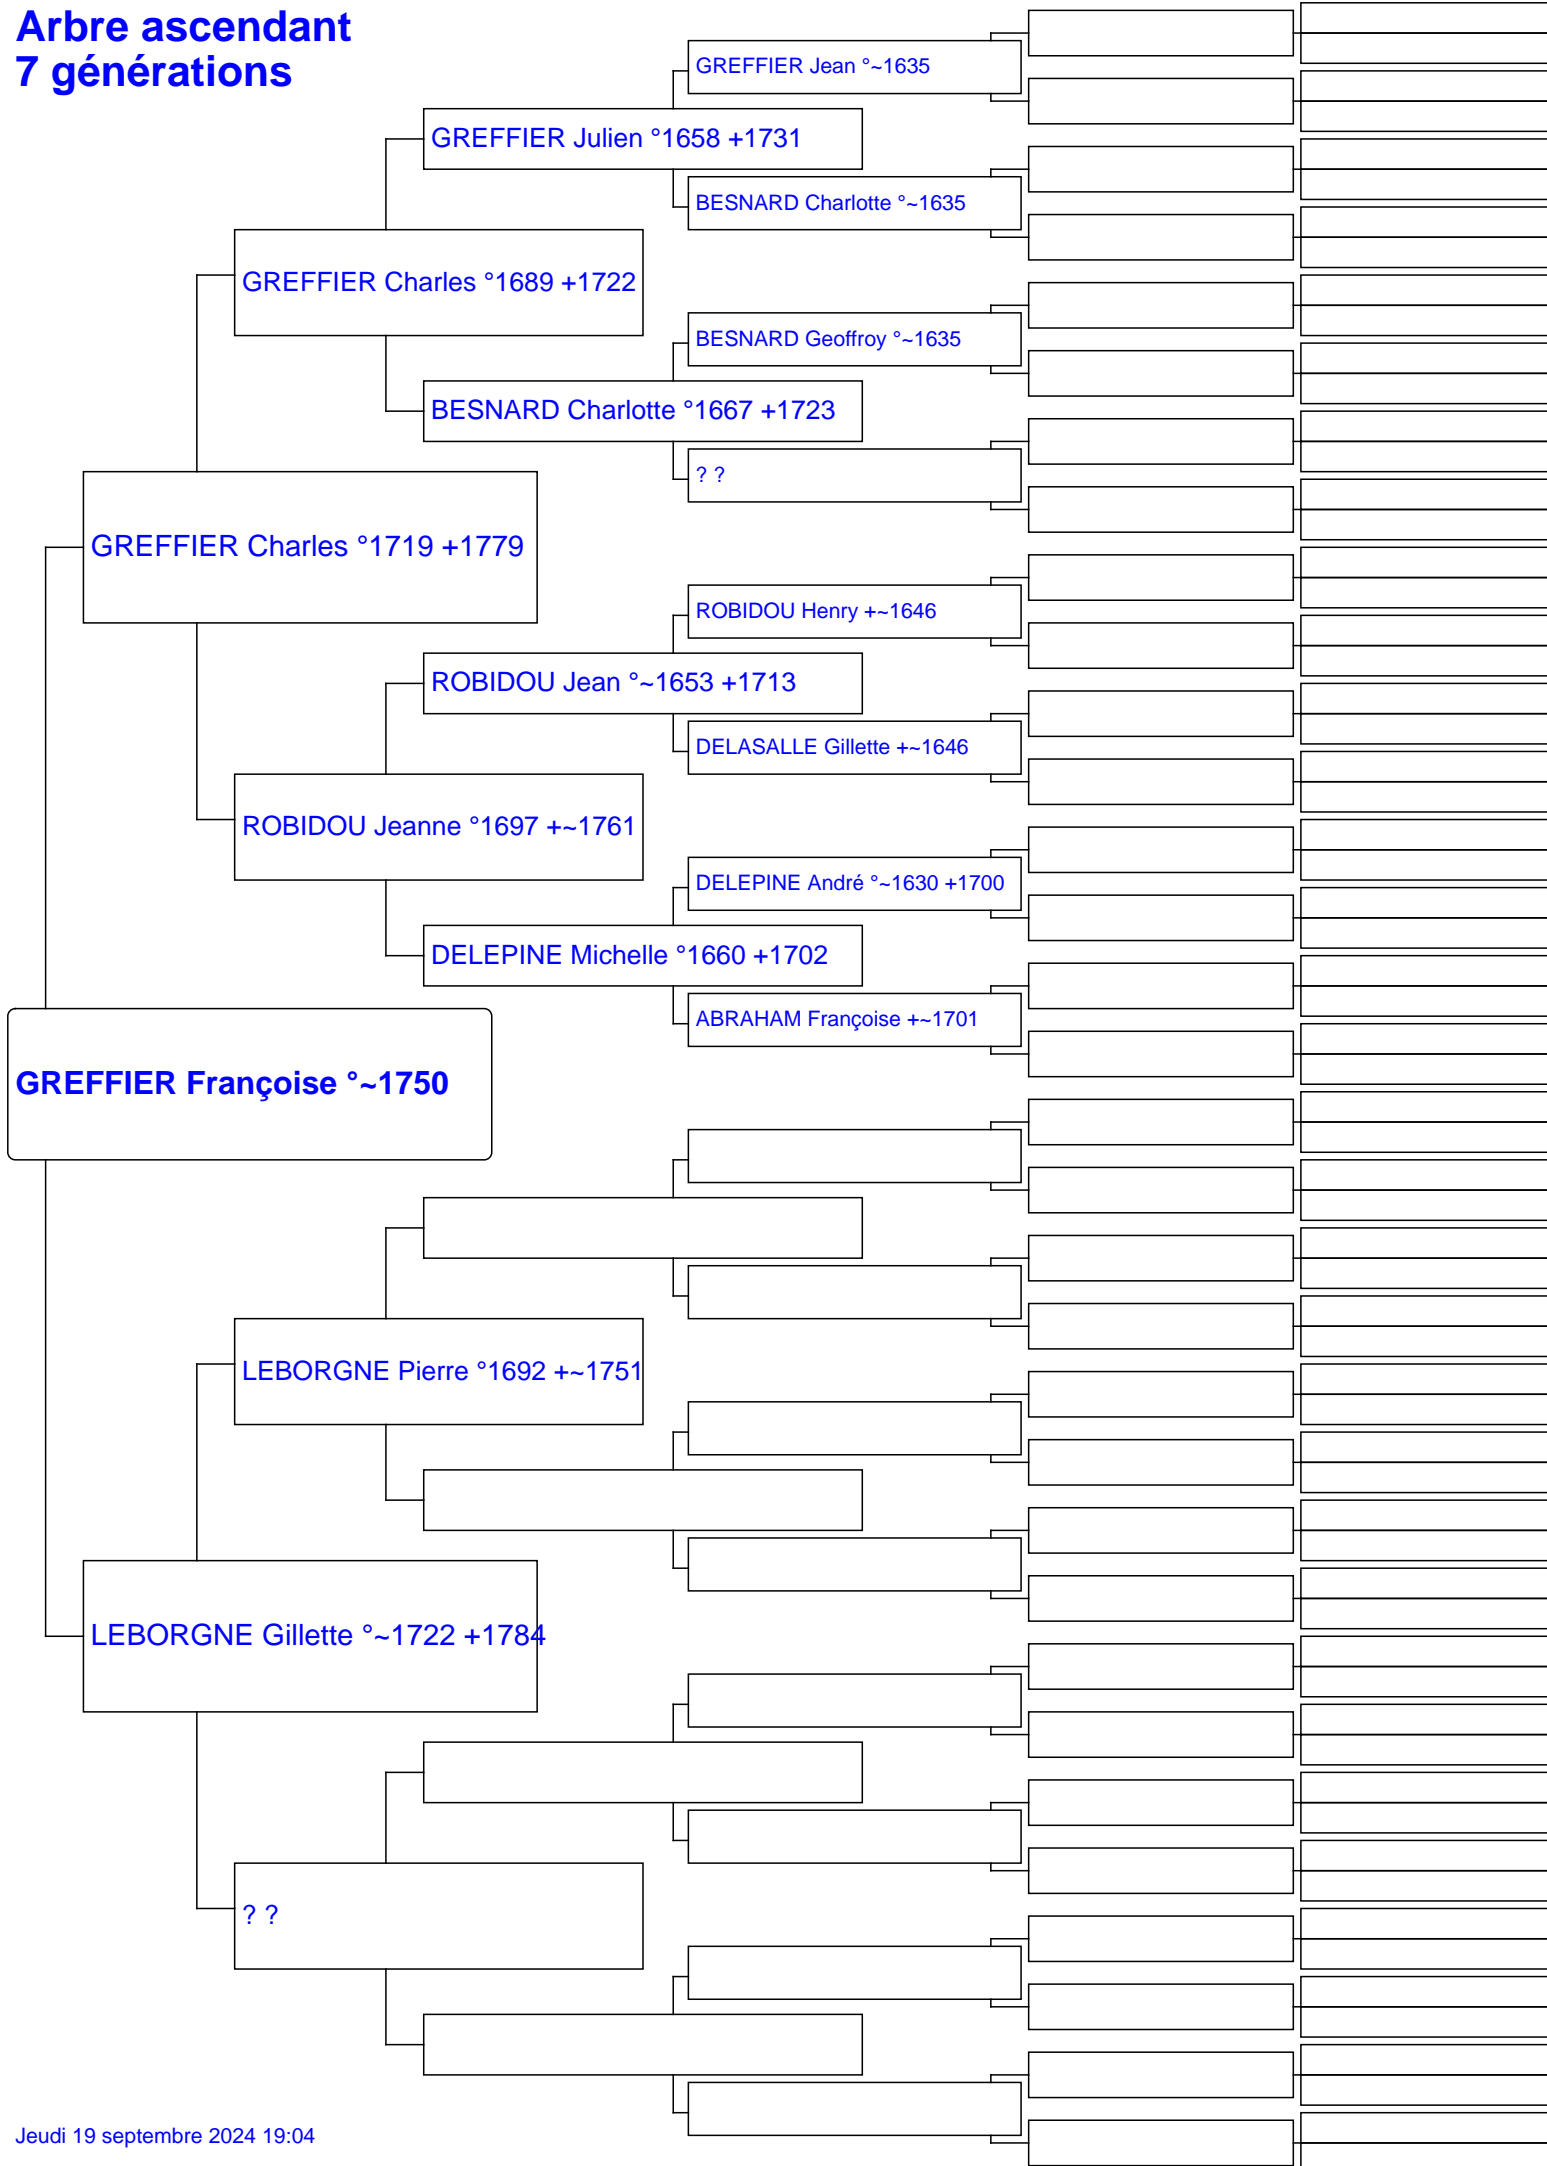 Arbre ascendant
7 générations
GREFFIER Jean °~1635
GREFFIER Julien °1658 +1731
BESNARD Charlotte °~1635
GREFFIER Charles °1689 +1722
BESNARD Geoffroy °~1635
BESNARD Charlotte °1667 +1723
? ?
GREFFIER Charles °1719 +1779
ROBIDOU Henry +~1646
ROBIDOU Jean °~1653 +1713
DELASALLE Gillette +~1646
ROBIDOU Jeanne °1697 +~1761
DELEPINE André °~1630 +1700
DELEPINE Michelle °1660 +1702
ABRAHAM Françoise +~1701
GREFFIER Françoise °~1750
LEBORGNE Pierre °1692 +~1751
LEBORGNE Gillette °~1722 +1784
? ?
Jeudi 19 septembre 2024 19:04